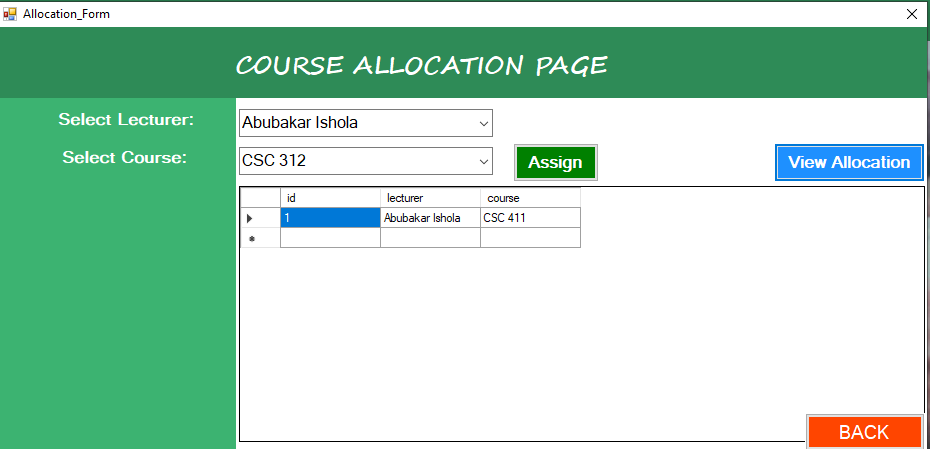 Allocation_Form
COURSE ALLOCATION PAGE
Select Lecturer:
Abubakar Ishola
Select Course:
CSC 312
Assign
View Allocation
id lecturer course
1 Abubakar Ishola CSC 411
BACK